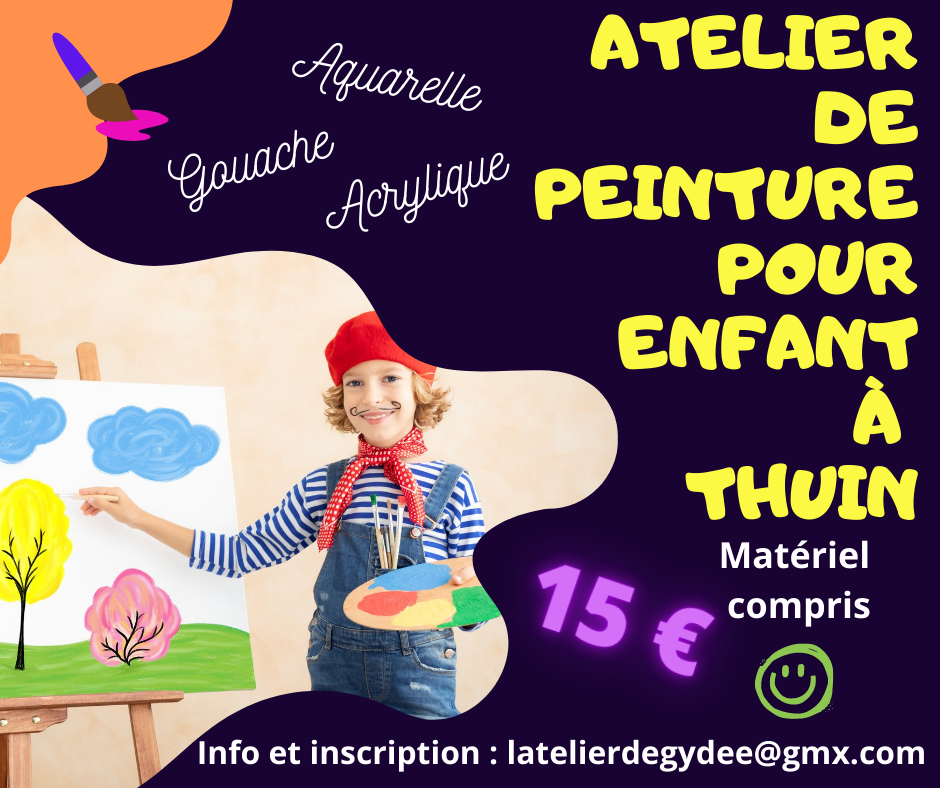 Aquarelle
Gouache
Acrylique
ATELIER
DE
PEINTURE
POUR
ENFANT
À
THUIN
Matériel
compris
15 €
Info et inscription : latelierdegydee@gmx.com